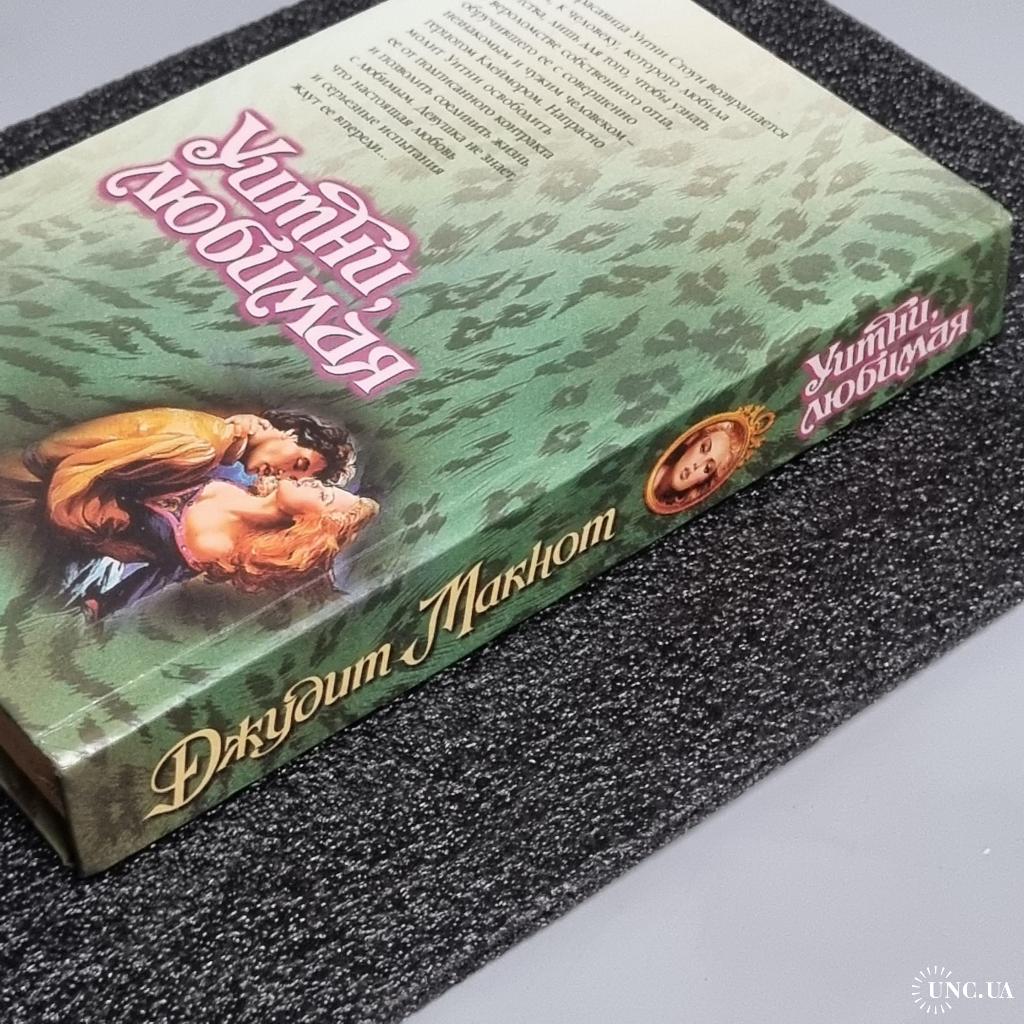 красавица Уитни Стоун возвращается
к человеку, которого любила
детства, лишь для того, чтобы узнать
о вероломстве собственного отца,
обручившего ее с совершенно
незнакомым и чужим человеком –
герцогом Клеймором. Напрасно
молит Уитни освободить
ее от подписанного контракта
и позволить соединить жизнь
с любимым. Девушка не знает,
что настоящая любовь
и серьезные испытания
ждут ее впереди...
Уитни,
любимая
Джудит Макнот
Уитни,
любимая
UNC.UA